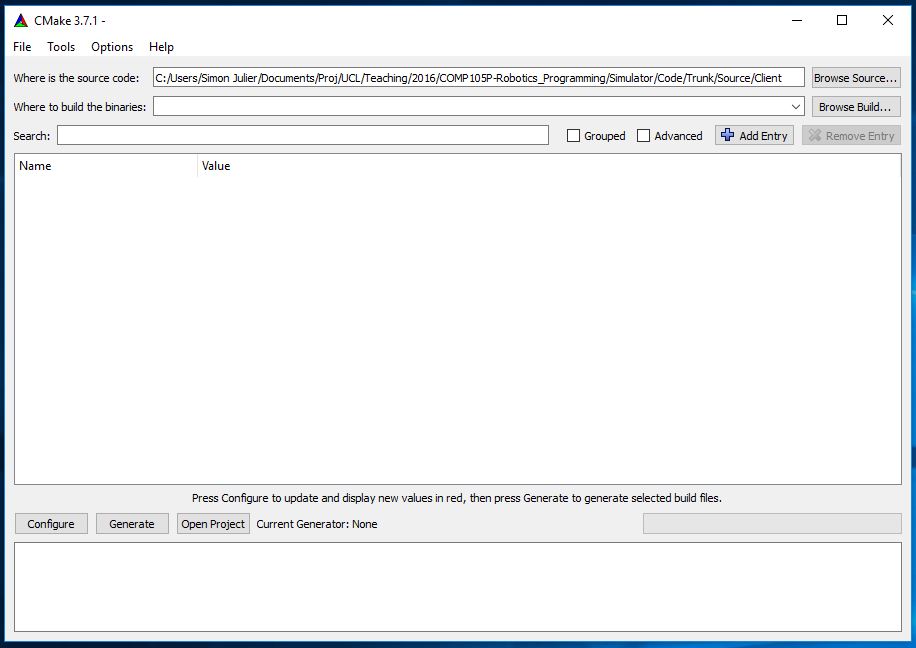 CMake 3.7.1 -
File Tools Options Help
Where is the source code: C:/Users/Simon Julier/Documents/Proj/UCL/Teaching/2016/COMP105P-Robotics_Programming/Simulator/Code/Trunk/Source/Client Browse Source...
Where to build the binaries: Browse Build...
Search: Grouped Advanced Add Entry Remove Entry
Name Value
Press Configure to update and display new values in red, then press Generate to generate selected build files.
Configure Generate Open Project Current Generator: None